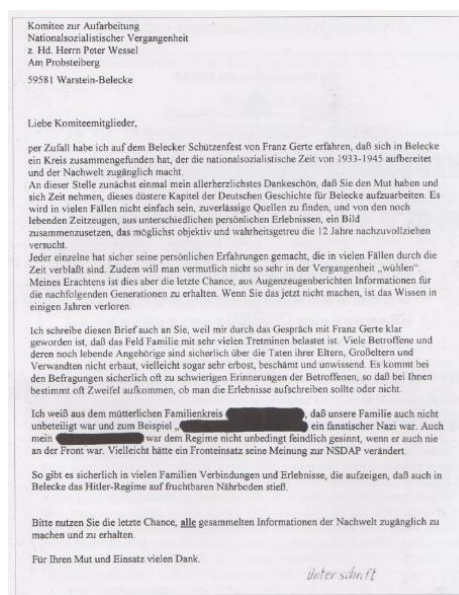 Komitee zur Aufarbeitung
Nationalsozialistischer Vergangenheit
z. Hd. Herrn Peter Wessel
Am Probsteiberg
59581 Warstein-Belecke
Liebe Komiteemitglieder,
per Zufall habe ich auf dem Belecker Schützenfest von Franz Gerte erfahren, daß sich in Belecke
ein Kreis zusammengefunden hat, der die nationalsozialistische Zeit von 1933-1945 aufbereitet
und der Nachwelt zugänglich macht.
An dieser Stelle zunächst einmal mein allerherzlichstes Dankeschön, daß Sie den Mut haben und
sich Zeit nehmen, dieses düstere Kapitel der Deutschen Geschichte für Belecke aufzuarbeiten. Es
wird in vielen Fällen nicht einfach sein, zuverlässige Quellen zu finden, und von den noch
lebenden Zeitzeugen, aus unterschiedlichen persönlichen Erlebnissen, ein Bild
zusammenzusetzen, das möglichst objektiv und wahrheitsgetreu die 12 Jahre nachzuvollziehen
versucht.
Jeder einzelne hat sicher seine persönlichen Erfahrungen gemacht, die in vielen Fällen durch die
Zeit verblaßt sind. Zudem will man vermutlich nicht so sehr in der Vergangenheit „wühlen“.
Meines Erachtens ist dies aber die letzte Chance, aus Augenzeugenberichten Informationen für
die nachfolgenden Generationen zu erhalten. Wenn Sie das jetzt nicht machen, ist das Wissen in
einigen Jahren verloren.
Ich schreibe diesen Brief auch an Sie, weil mir durch das Gespräch mit Franz Gerte klar
geworden ist, daß das Feld Familie mit sehr vielen Tretminen belastet ist. Viele Betroffene und
deren noch lebende Angehörige sind sicherlich über die Taten ihrer Eltern, Großeltern und
Verwandten nicht erbaut, vielleicht sogar sehr erbost, beschämt und unwissend. Es kommt bei
den Befragungen sicherlich oft zu schwierigen Erinnerungen der Betroffenen, so daß bei Ihnen
bestimmt oft Zweifel aufkommen, ob man die Erlebnisse aufschreiben sollte oder nicht.
Ich weiß aus dem mütterlichen Familienkreis , daß unsere Familie auch nicht
unbeteiligt war und zum Beispiel „ ein fanatischer Nazi war. Auch
mein war dem Regime nicht unbedingt feindlich gesinnt, wenn er auch nie
an der Front war. Vielleicht hätte ein Fronteinsatz seine Meinung zur NSDAP verändert.
So gibt es sicherlich in vielen Familien Verbindungen und Erlebnisse, die aufzeigen, daß auch in
Belecke das Hitler-Regime auf fruchtbaren Nährboden stieß.
Bitte nutzen Sie die letzte Chance, alle gesammelten Informationen der Nachwelt zugänglich zu
machen und zu erhalten.
Für Ihren Mut und Einsatz vielen Dank.
Unterschrift